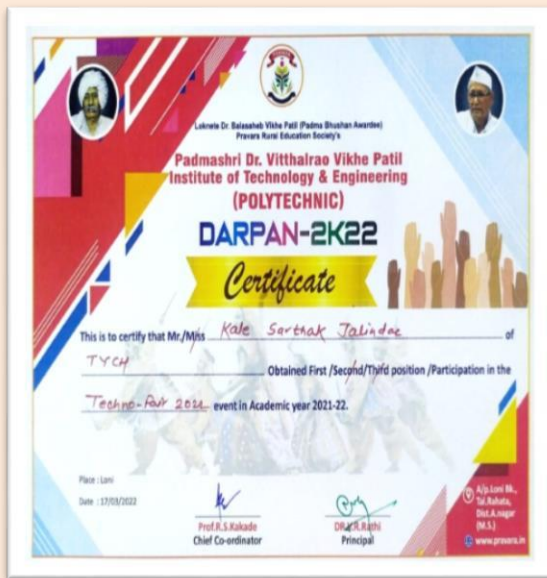 Loknete Dr. Balasaheb Vikhe Patil (Padma Bhushan Awardee)
Pravara Rural Education Society's
Padmashri Dr. Vitthalrao Vikhe Patil
Institute of Technology & Engineering
(POLYTECHNIC)
DARPAN-2K22
Certificate
This is to certify that Mr./Miss Kale Sarthak Jalindar of
TYCH Obtained First /Second/Third position /Participation in the
Techno-Fair 2022 event in Academic year 2021-22.
Place : Loni
Date : 17/03/2022
Prof.R.S.Kakade
Chief Co-ordinator
Rathi
Principal
A/p.Loni Bk.,
Tal.Rahata,
Dist.A.nagar
(M.S.)
www.pravara.in